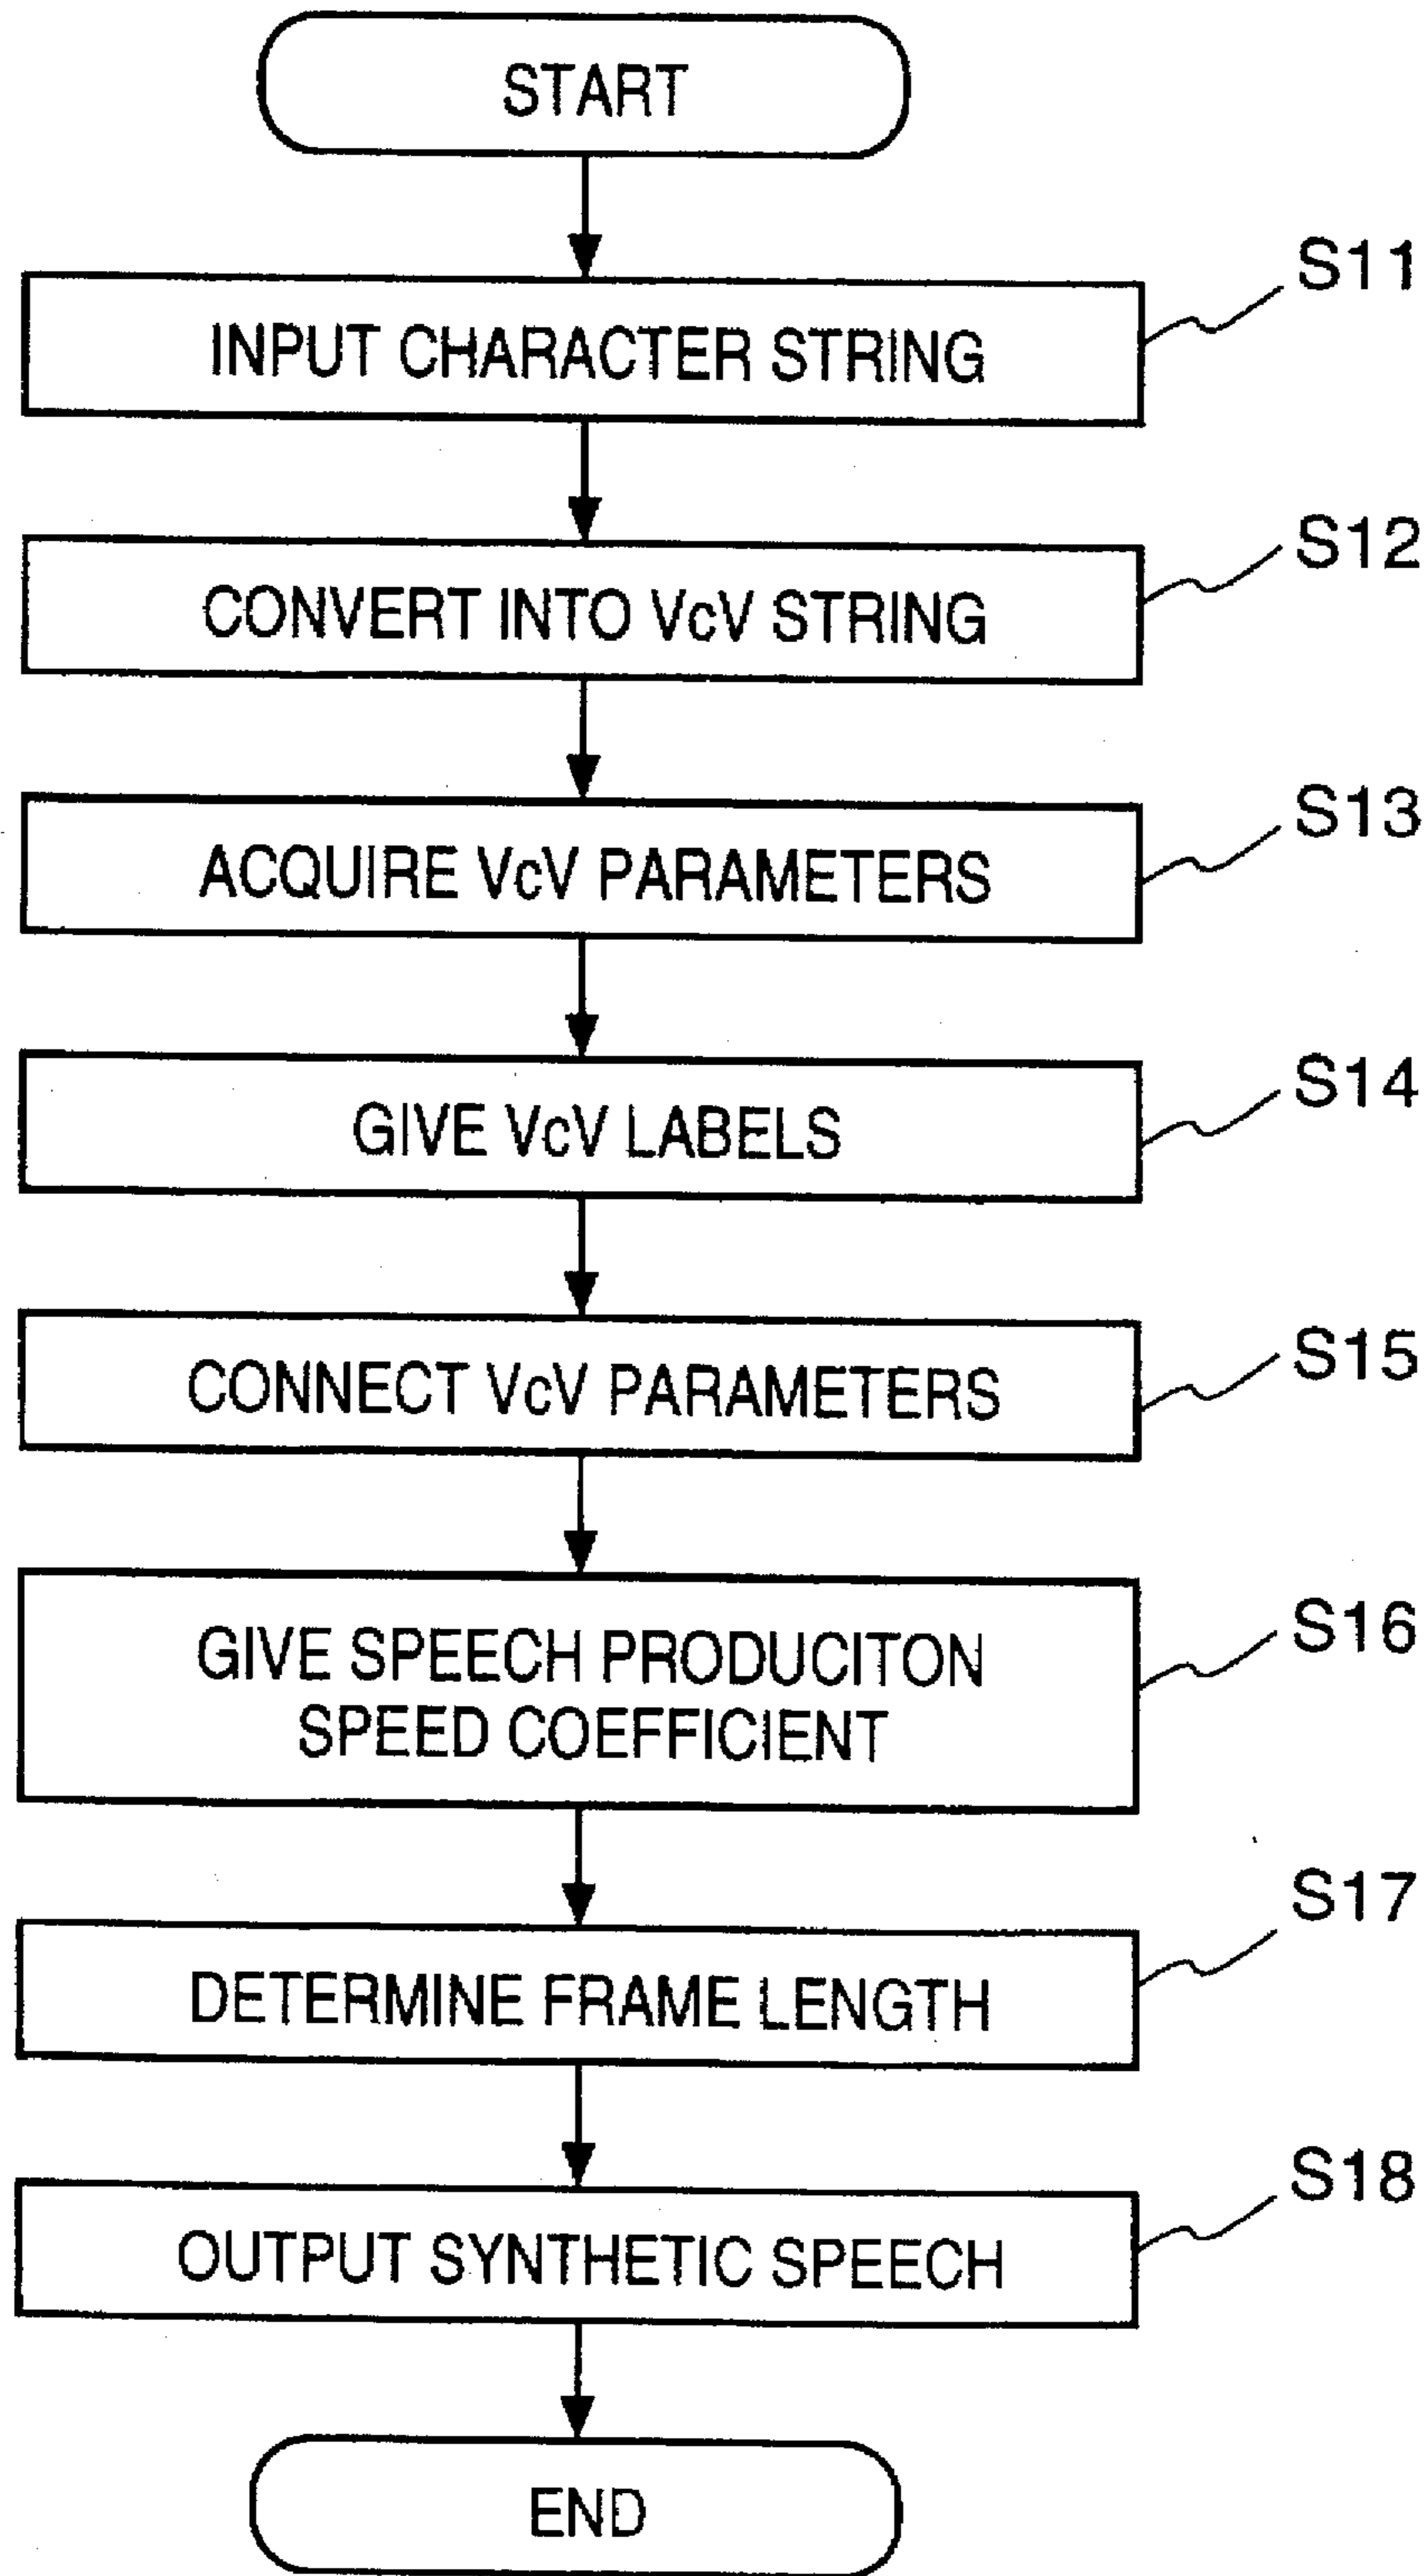 START
S11
INPUT CHARACTER STRING
S12
CONVERT INTO VcV STRING
S13
ACQUIRE VcV PARAMETERS
S14
GIVE VcV LABELS
S15
CONNECT VcV PARAMETERS
S16
GIVE SPEECH PRODUCITON
SPEED COEFFICIENT
S17
DETERMINE FRAME LENGTH
S18
OUTPUT SYNTHETIC SPEECH
END